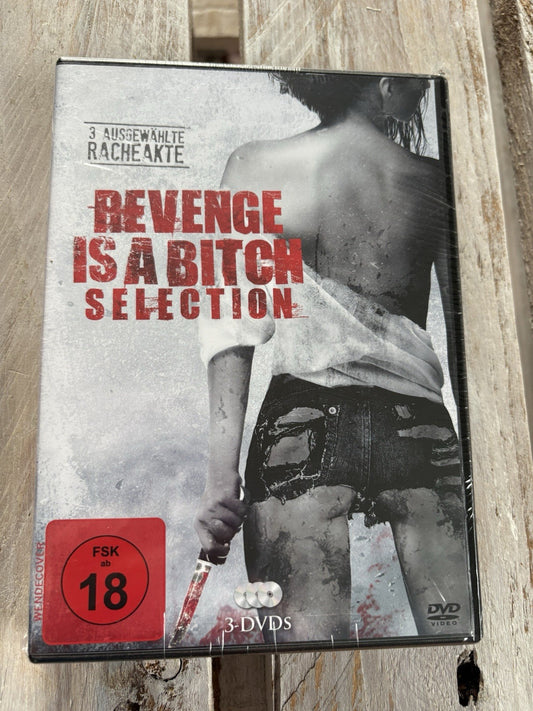 3 AUSGEWÄHLTE
RACHEAKTE
REVENGE
IS A BITCH
SELECTION
WENDECOVER
FSK
ab
18
3-DVDS
DVD
VIDEO